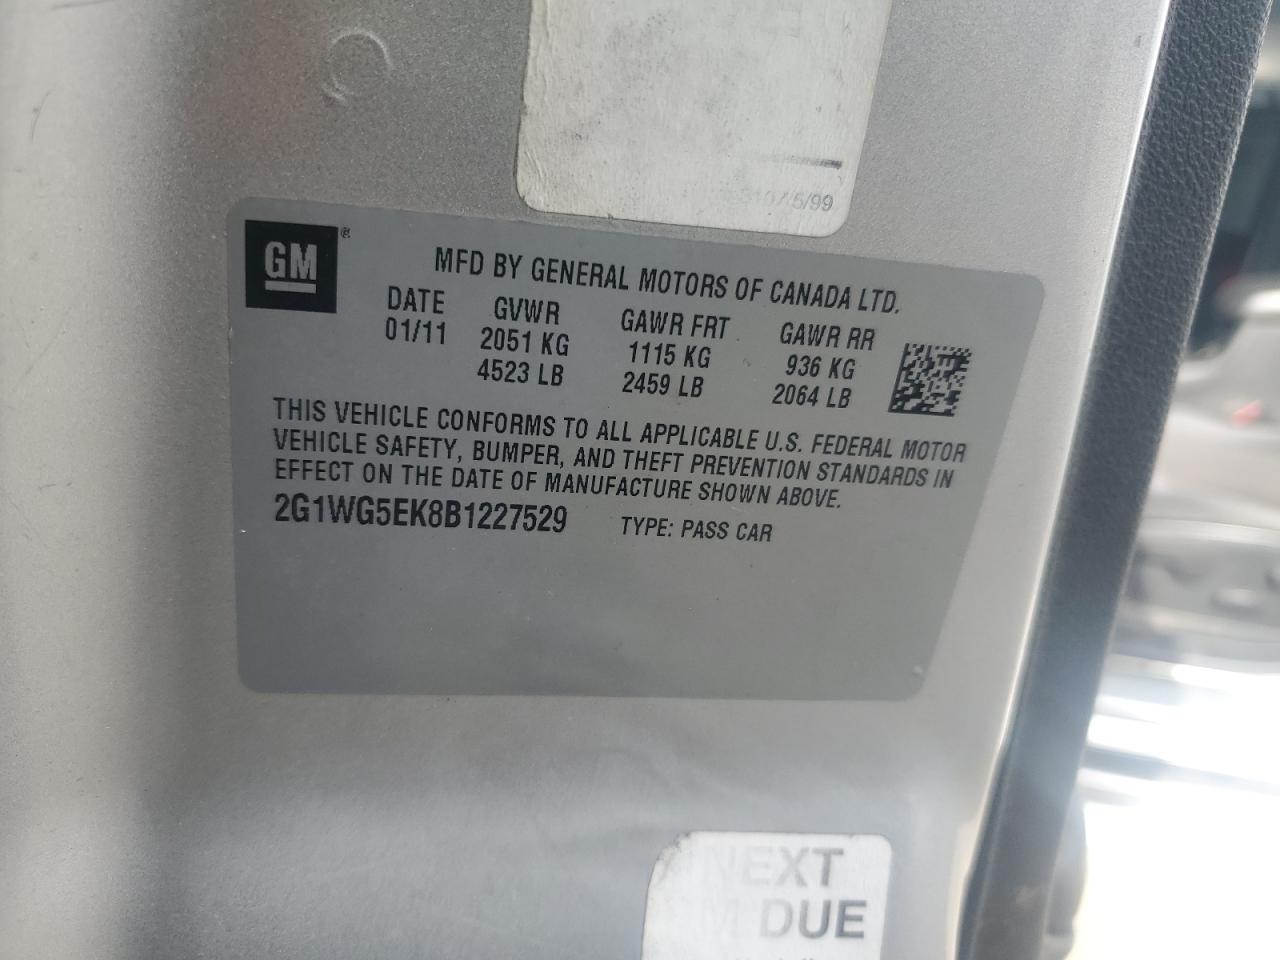 5/99
GM
MFD BY GENERAL MOTORS OF CANADA LTD.
DATE GVWR GAWR FRT GAWR RR
01/11 2051 KG 1115 KG 936 KG
4523 LB 2459 LB 2064 LB
THIS VEHICLE CONFORMS TO ALL APPLICABLE U.S. FEDERAL MOTOR
VEHICLE SAFETY, BUMPER, AND THEFT PREVENTION STANDARDS IN
EFFECT ON THE DATE OF MANUFACTURE SHOWN ABOVE.
2G1WG5EK8B1227529 TYPE: PASS CAR
NEXT
DUE